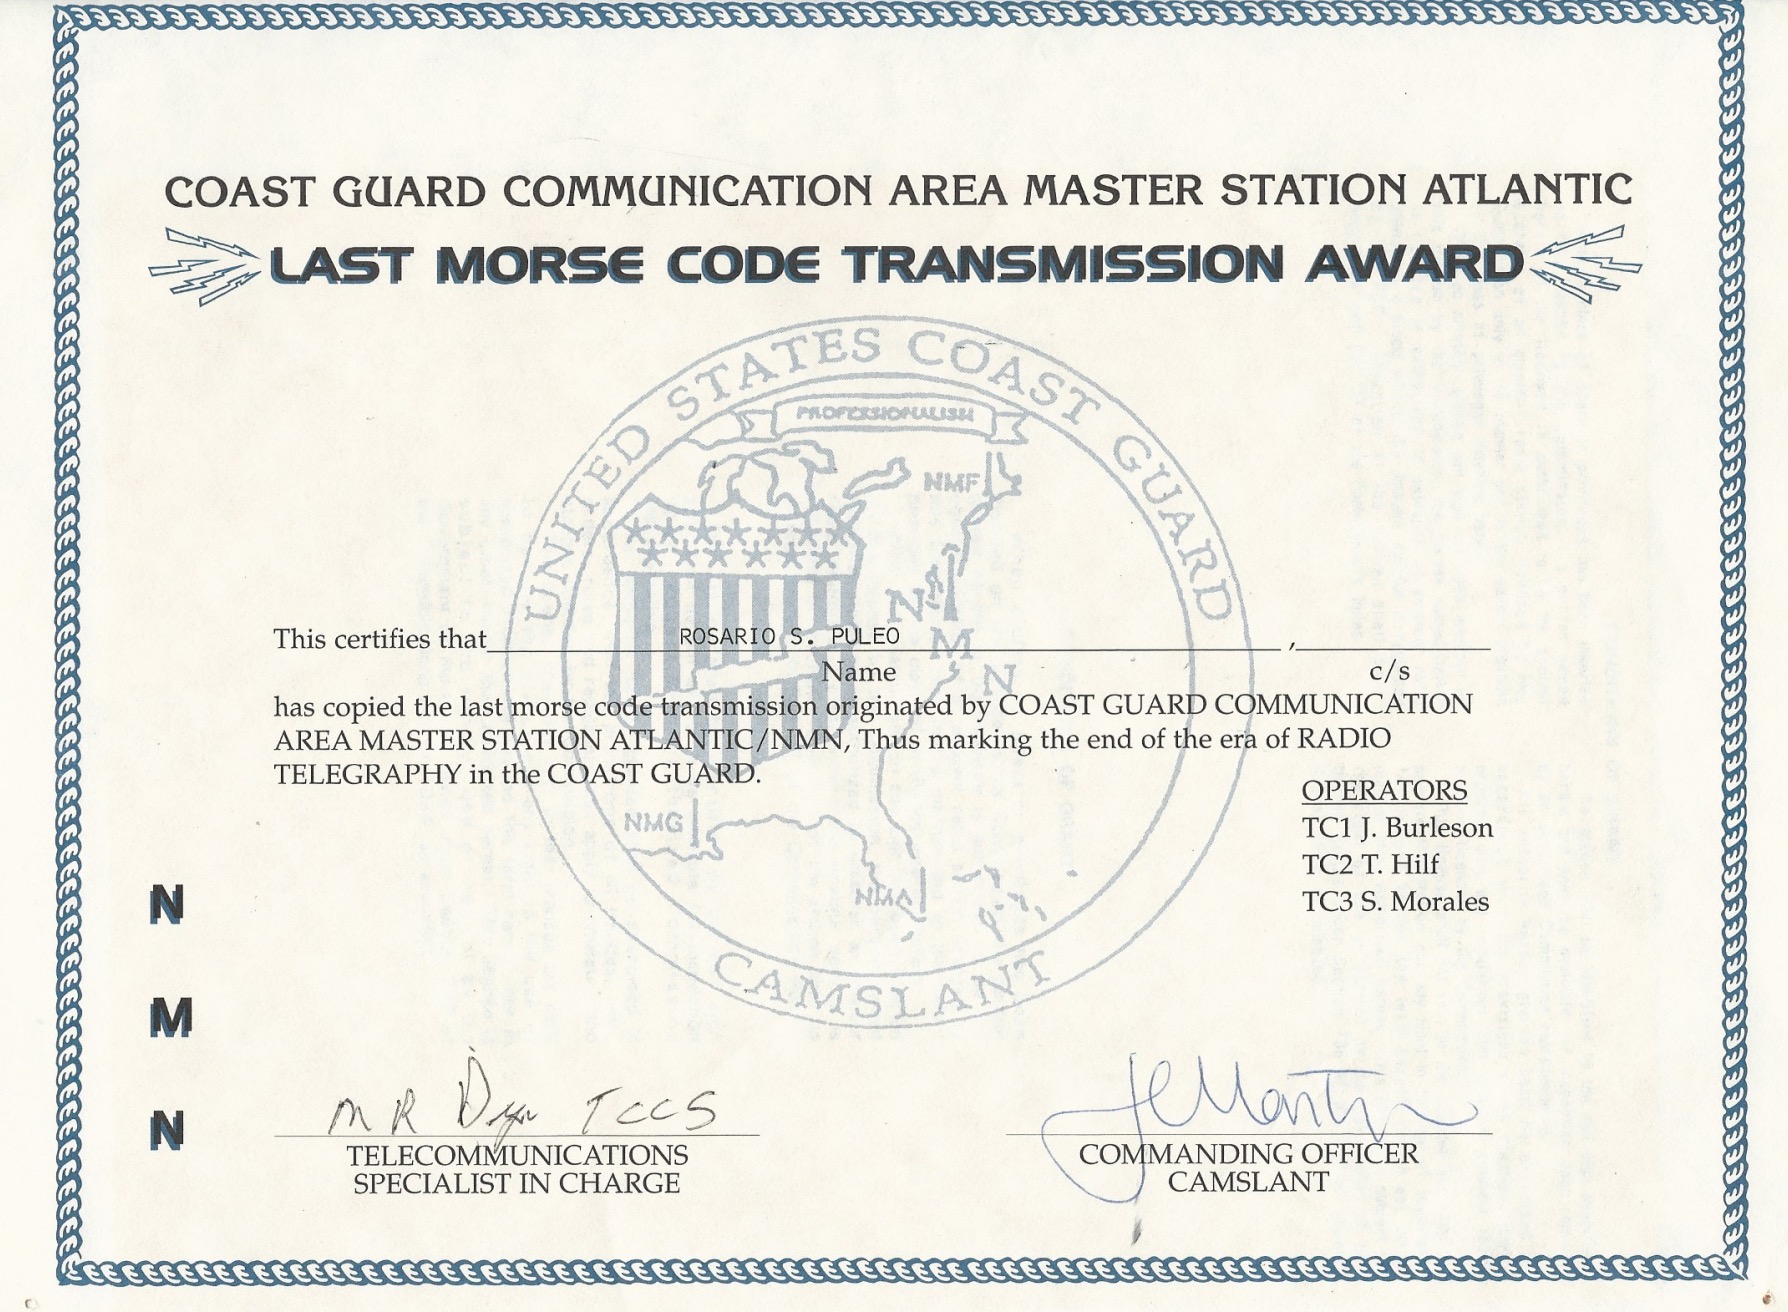 COAST GUARD COMMUNICATION AREA MASTER STATION ATLANTIC
LAST MORSE CODE TRANSMISSION AWARD
UNITED STATES COAST GUARD
PROFESSIONALISM
NMF
N
M
N
This certifies that ROSARIO S. PULEO ,
Name c/s
has copied the last morse code transmission originated by COAST GUARD COMMUNICATION
AREA MASTER STATION ATLANTIC/NMN, Thus marking the end of the era of RADIO
TELEGRAPHY in the COAST GUARD.
OPERATORS
TC1 J. Burleson
TC2 T. Hilf
TC3 S. Morales
NMG
NMA
CAMSLANT
N
M
N
M R TCCS
TELECOMMUNICATIONS
SPECIALIST IN CHARGE
COMMANDING OFFICER
CAMSLANT